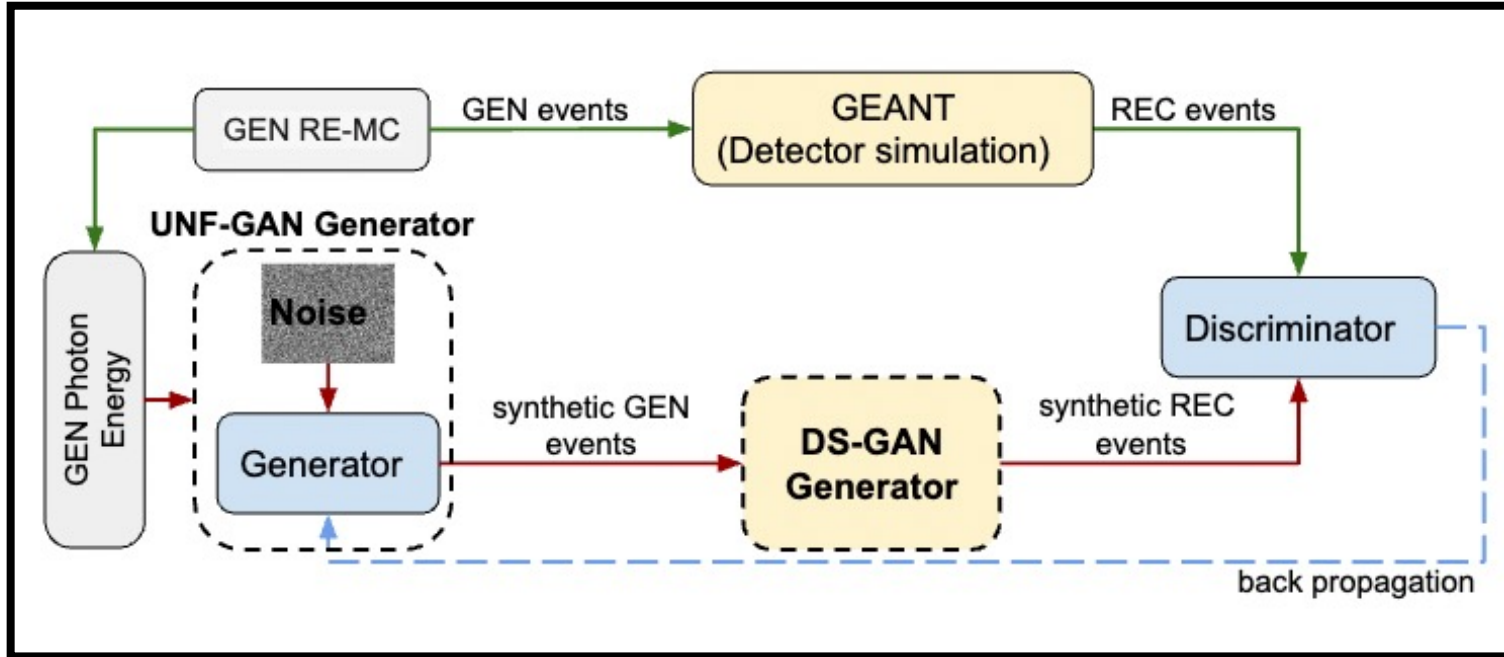 GEN RE-MC
GEN events
GEANT
(Detector simulation)
REC events
UNF-GAN Generator
GEN Photon
Energy
Noise
Generator
synthetic GEN
events
DS-GAN
Generator
synthetic REC
events
Discriminator
back propagation